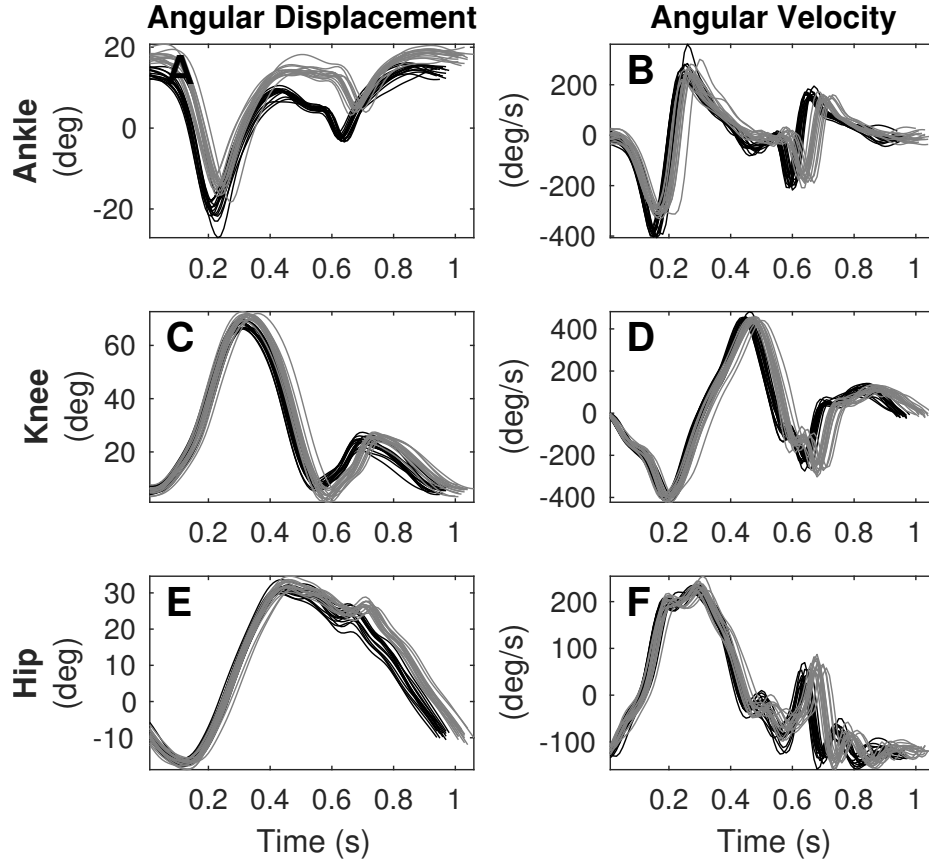 Angular Displacement Angular Velocity
Ankle
(deg)
20
0
-20
A
0.2 0.4 0.6 0.8 1
(deg/s)
200
0
-200
-400
B
0.2 0.4 0.6 0.8 1
Knee
(deg)
60
40
20
C
0.2 0.4 0.6 0.8 1
(deg/s)
400
200
0
-200
-400
D
0.2 0.4 0.6 0.8 1
Hip
(deg)
30
20
10
0
-10
E
0.2 0.4 0.6 0.8 1
Time (s)
(deg/s)
200
100
0
-100
F
0.2 0.4 0.6 0.8 1
Time (s)